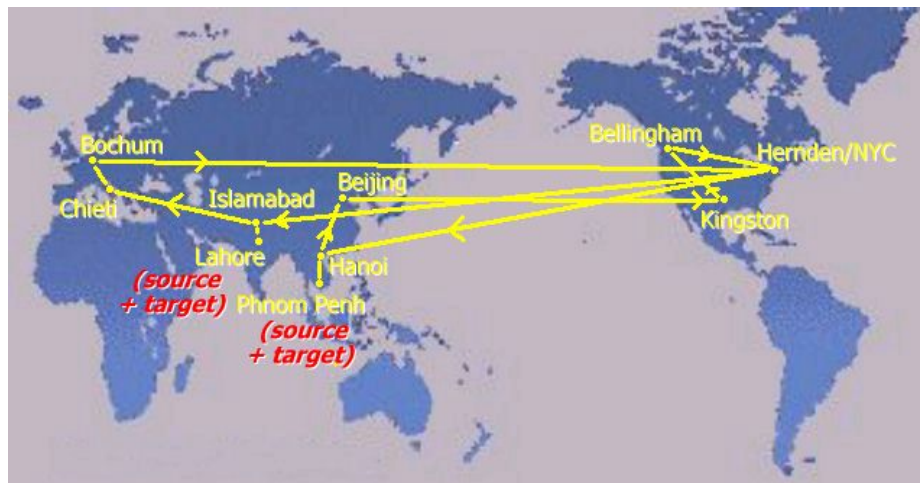 Bellingham
Bochum
Hernden/NYC
Beijing
Islamabad
Chieti
Kingston
Lahore
Hanoi
(source
+ target)
Phnom Penh
(source
+ target)